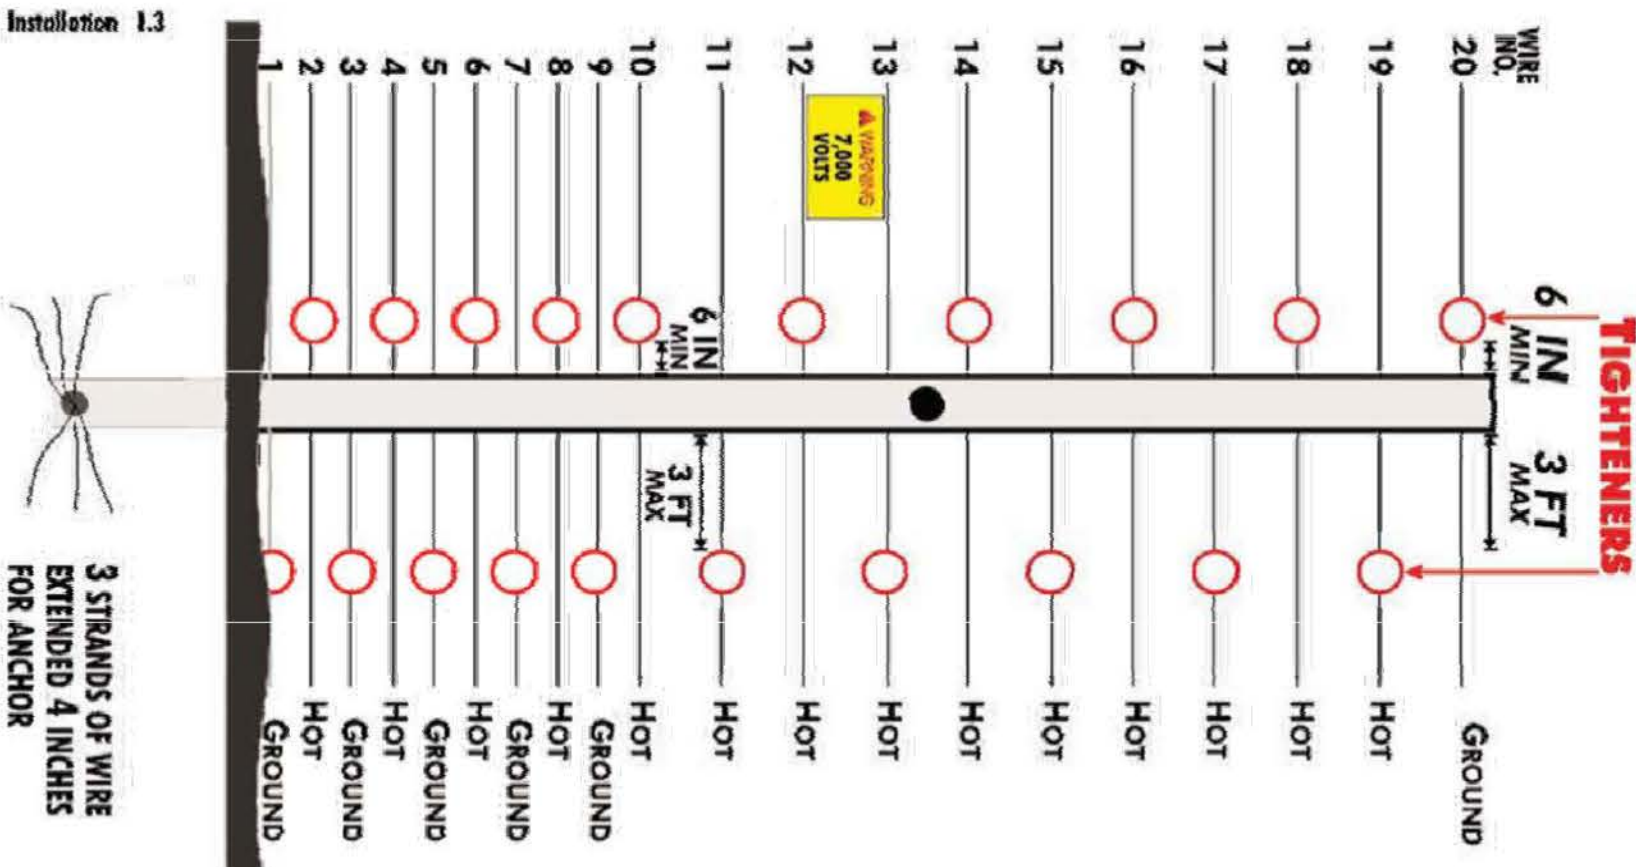 Installation 1.3
TIGHTENERS
WIRE
NO.
6 IN
MIN
3 FT
MAX
20
GROUND
19
HOT
18
HOT
17
HOT
16
HOT
15
HOT
14
HOT
13
HOT
WARNING
7,000
VOLTS
12
HOT
11
HOT
6 IN
MIN
3 FT
MAX
10
HOT
9
GROUND
8
HOT
7
GROUND
6
HOT
5
GROUND
4
HOT
3
GROUND
2
HOT
1
GROUND
3 STRANDS OF WIRE
EXTEINDED 4 INCHES
FOR ANCHOR